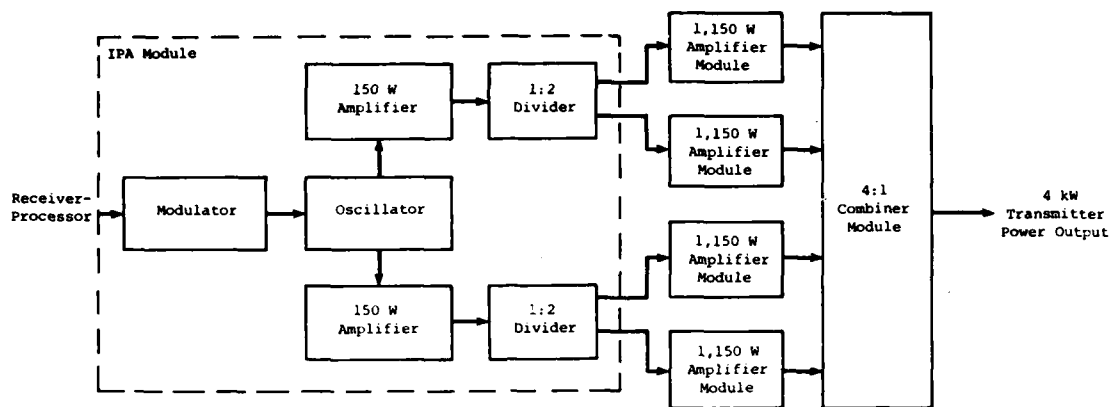 IPA Module
Receiver-
Processor
Modulator
Oscillator
150 W
Amplifier
1:2
Divider
150 W
Amplifier
1:2
Divider
1,150 W
Amplifier
Module
1,150 W
Amplifier
Module
1,150 W
Amplifier
Module
1,150 W
Amplifier
Module
4:1
Combiner
Module
4 kW
Transmitter
Power Output